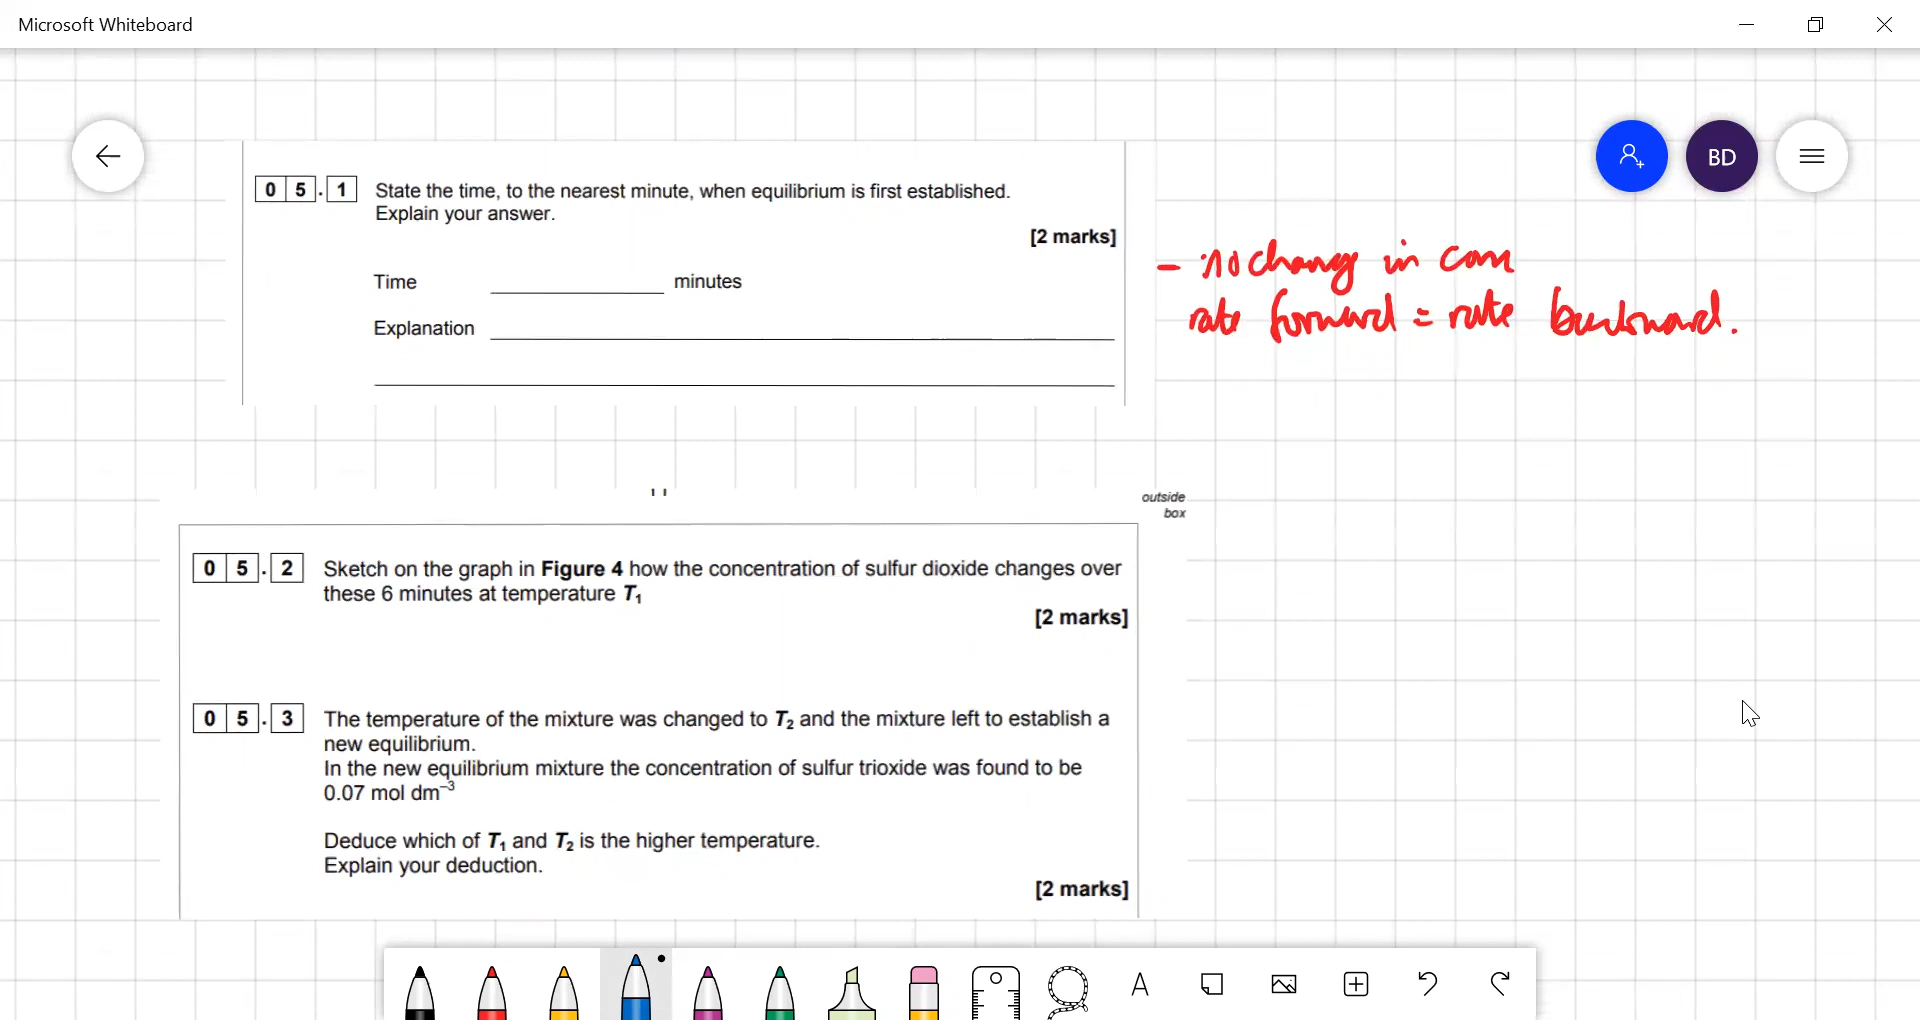 Microsoft Whiteboard
BD
0 5 . 1 State the time, to the nearest minute, when equilibrium is first established.
Explain your answer.
[2 marks]
Time ____ minutes
Explanation
- no change in conc
rate forward = rate backward.
outside
box
0 5 . 2 Sketch on the graph in Figure 4 how the concentration of sulfur dioxide changes over
these 6 minutes at temperature T₁
[2 marks]
0 5 . 3 The temperature of the mixture was changed to T₂ and the mixture left to establish a
new equilibrium.
In the new equilibrium mixture the concentration of sulfur trioxide was found to be
0.07 mol dm⁻³
Deduce which of T₁ and T₂ is the higher temperature.
Explain your deduction.
[2 marks]